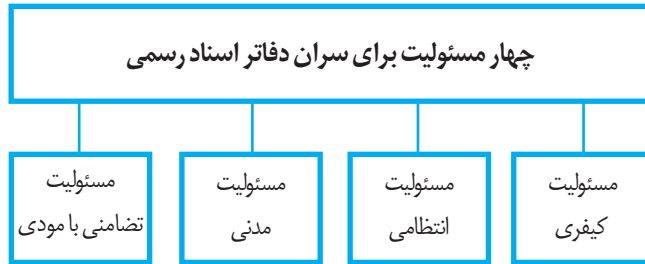 چهار مسئولیت برای سران دفاتر اسناد رسمی
مسئولیت
کیفری
مسئولیت
انتظامی
مسئولیت
مدنی
مسئولیت
تضامنی با مودی